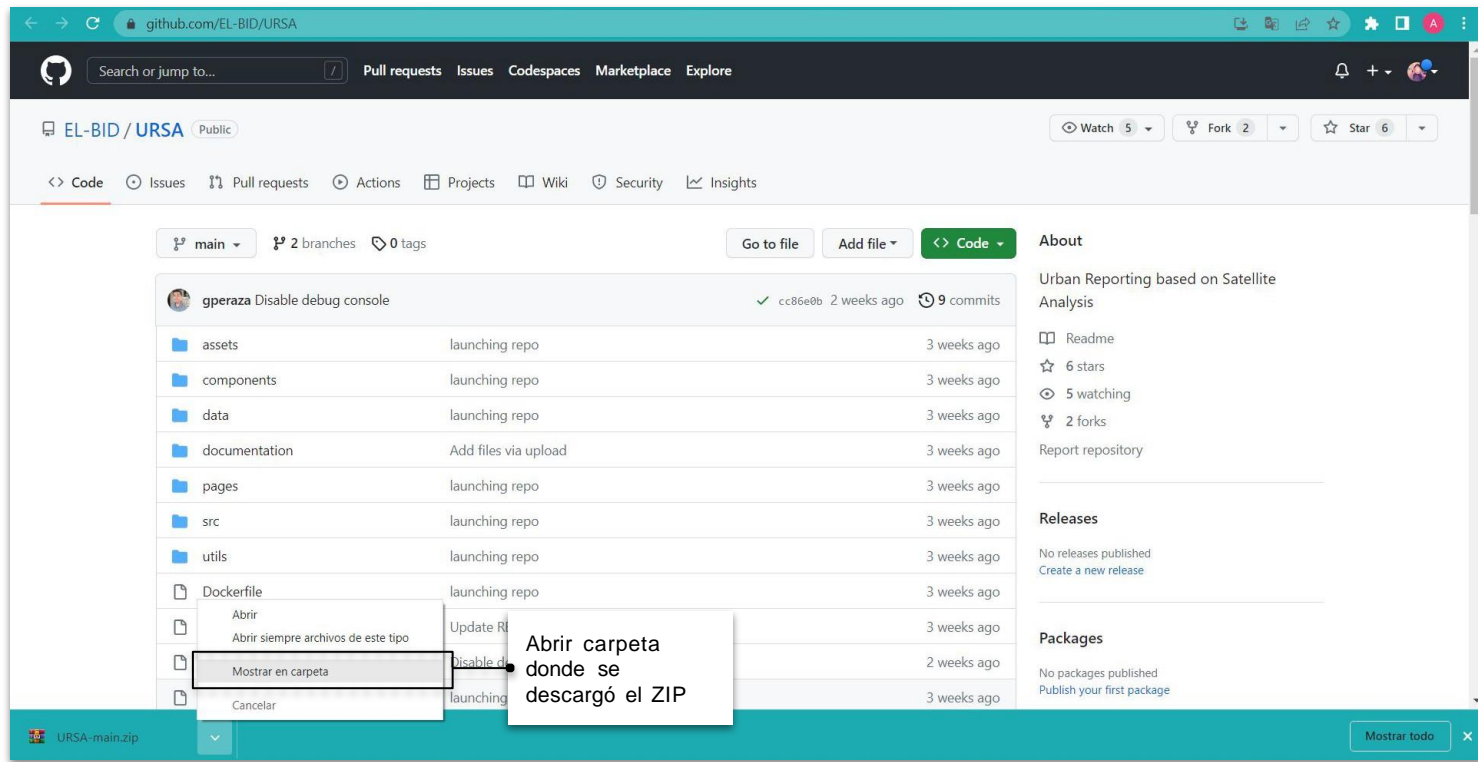 github.com/EL-BID/URSA
A
Search or jump to...
/
Pull requests Issues Codespaces Marketplace Explore
EL-BID / URSA Public
Watch 5
Fork 2
Star 6
Code Issues Pull requests Actions Projects Wiki Security Insights
main 2 branches 0 tags
Go to file Add file Code
gperaza Disable debug console cc86e0b 2 weeks ago 9 commits
assets launching repo 3 weeks ago
components launching repo 3 weeks ago
data launching repo 3 weeks ago
documentation Add files via upload 3 weeks ago
pages launching repo 3 weeks ago
src launching repo 3 weeks ago
utils launching repo 3 weeks ago
Dockerfile launching repo 3 weeks ago
Update RE 3 weeks ago
Disable d 2 weeks ago
launching 3 weeks ago
About
Urban Reporting based on Satellite
Analysis
Readme
6 stars
5 watching
2 forks
Report repository
Releases
No releases published
Create a new release
Packages
No packages published
Publish your first package
Abrir
Abrir siempre archivos de este tipo
Mostrar en carpeta
Cancelar
Abrir carpeta
donde se
descargó el ZIP
URSA-main.zip
Mostrar todo